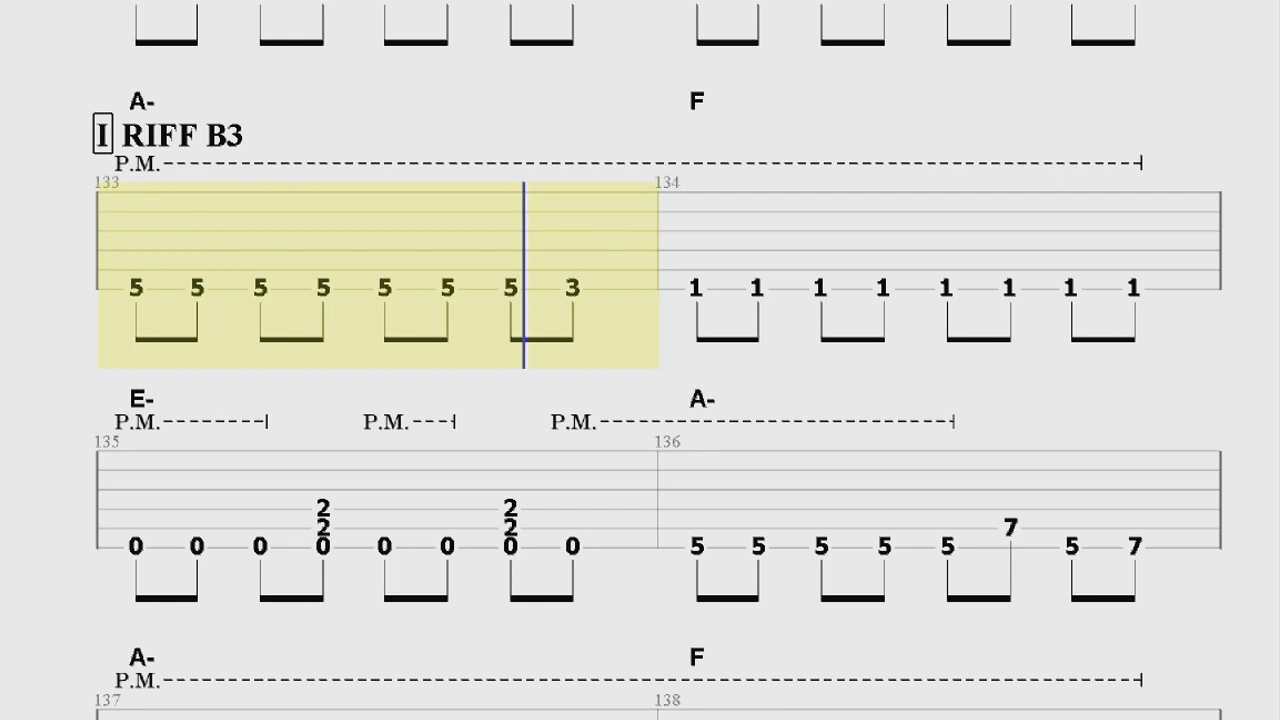 A- F
I RIFF B3
P.M.
133 134
5 5 5 5 5 5 5 3 1 1 1 1 1 1 1 1
E- A-
P.M. P.M. P.M.
135 136
2 2
2 2 7
0 0 0 0 0 0 0 0 5 5 5 5 5 5 7
A- F
P.M.
137 138